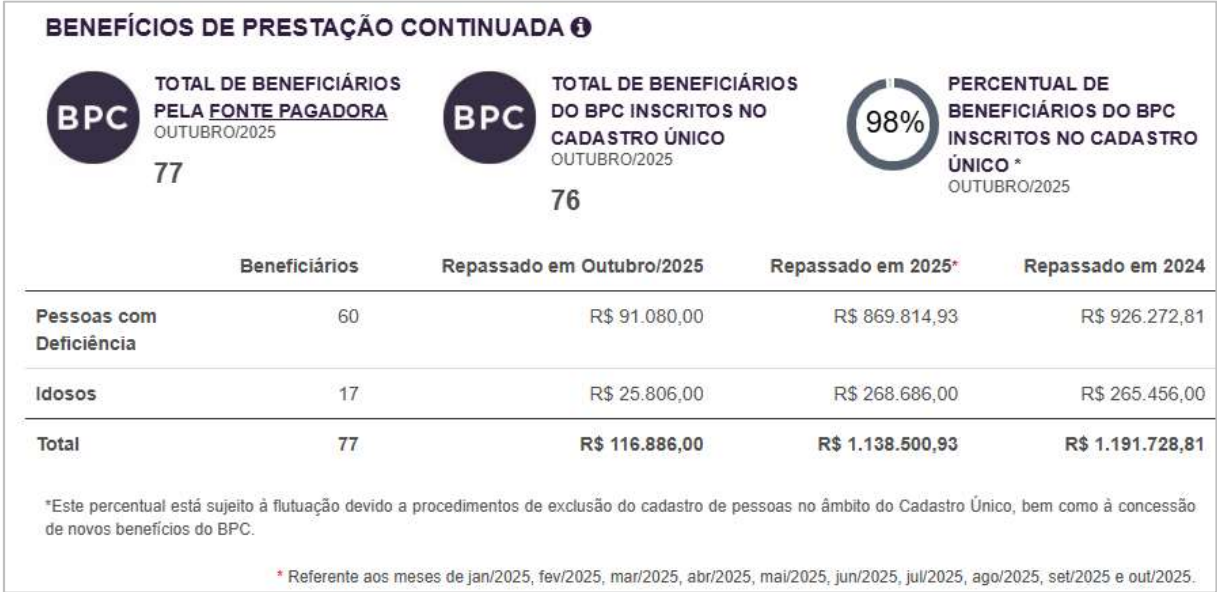 BENEFÍCIOS DE PRESTAÇÃO CONTINUADA
BPC
TOTAL DE BENEFICIÁRIOS
PELA FONTE PAGADORA
OUTUBRO/2025
77
BPC
TOTAL DE BENEFICIÁRIOS
DO BPC INSCRITOS NO
CADASTRO ÚNICO
OUTUBRO/2025
76
98%
PERCENTUAL DE
BENEFICIÁRIOS DO BPC
INSCRITOS NO CADASTRO
ÚNICO *
OUTUBRO/2025
Beneficiários Repassado em Outubro/2025 Repassado em 2025* Repassado em 2024
Pessoas com 60 R$ 91.080,00 R$ 869.814,93 R$ 926.272,81
Deficiência
Idosos 17 R$ 25.806,00 R$ 268.686,00 R$ 265.456,00
Total 77 R$ 116.886,00 R$ 1.138.500,93 R$ 1.191.728,81
*Este percentual está sujeito à flutuação devido a procedimentos de exclusão do cadastro de pessoas no âmbito do Cadastro Único, bem como à concessão
de novos benefícios do BPC.
* Referente aos meses de jan/2025, fev/2025, mar/2025, abr/2025, mai/2025, jun/2025, jul/2025, ago/2025, set/2025 e out/2025.